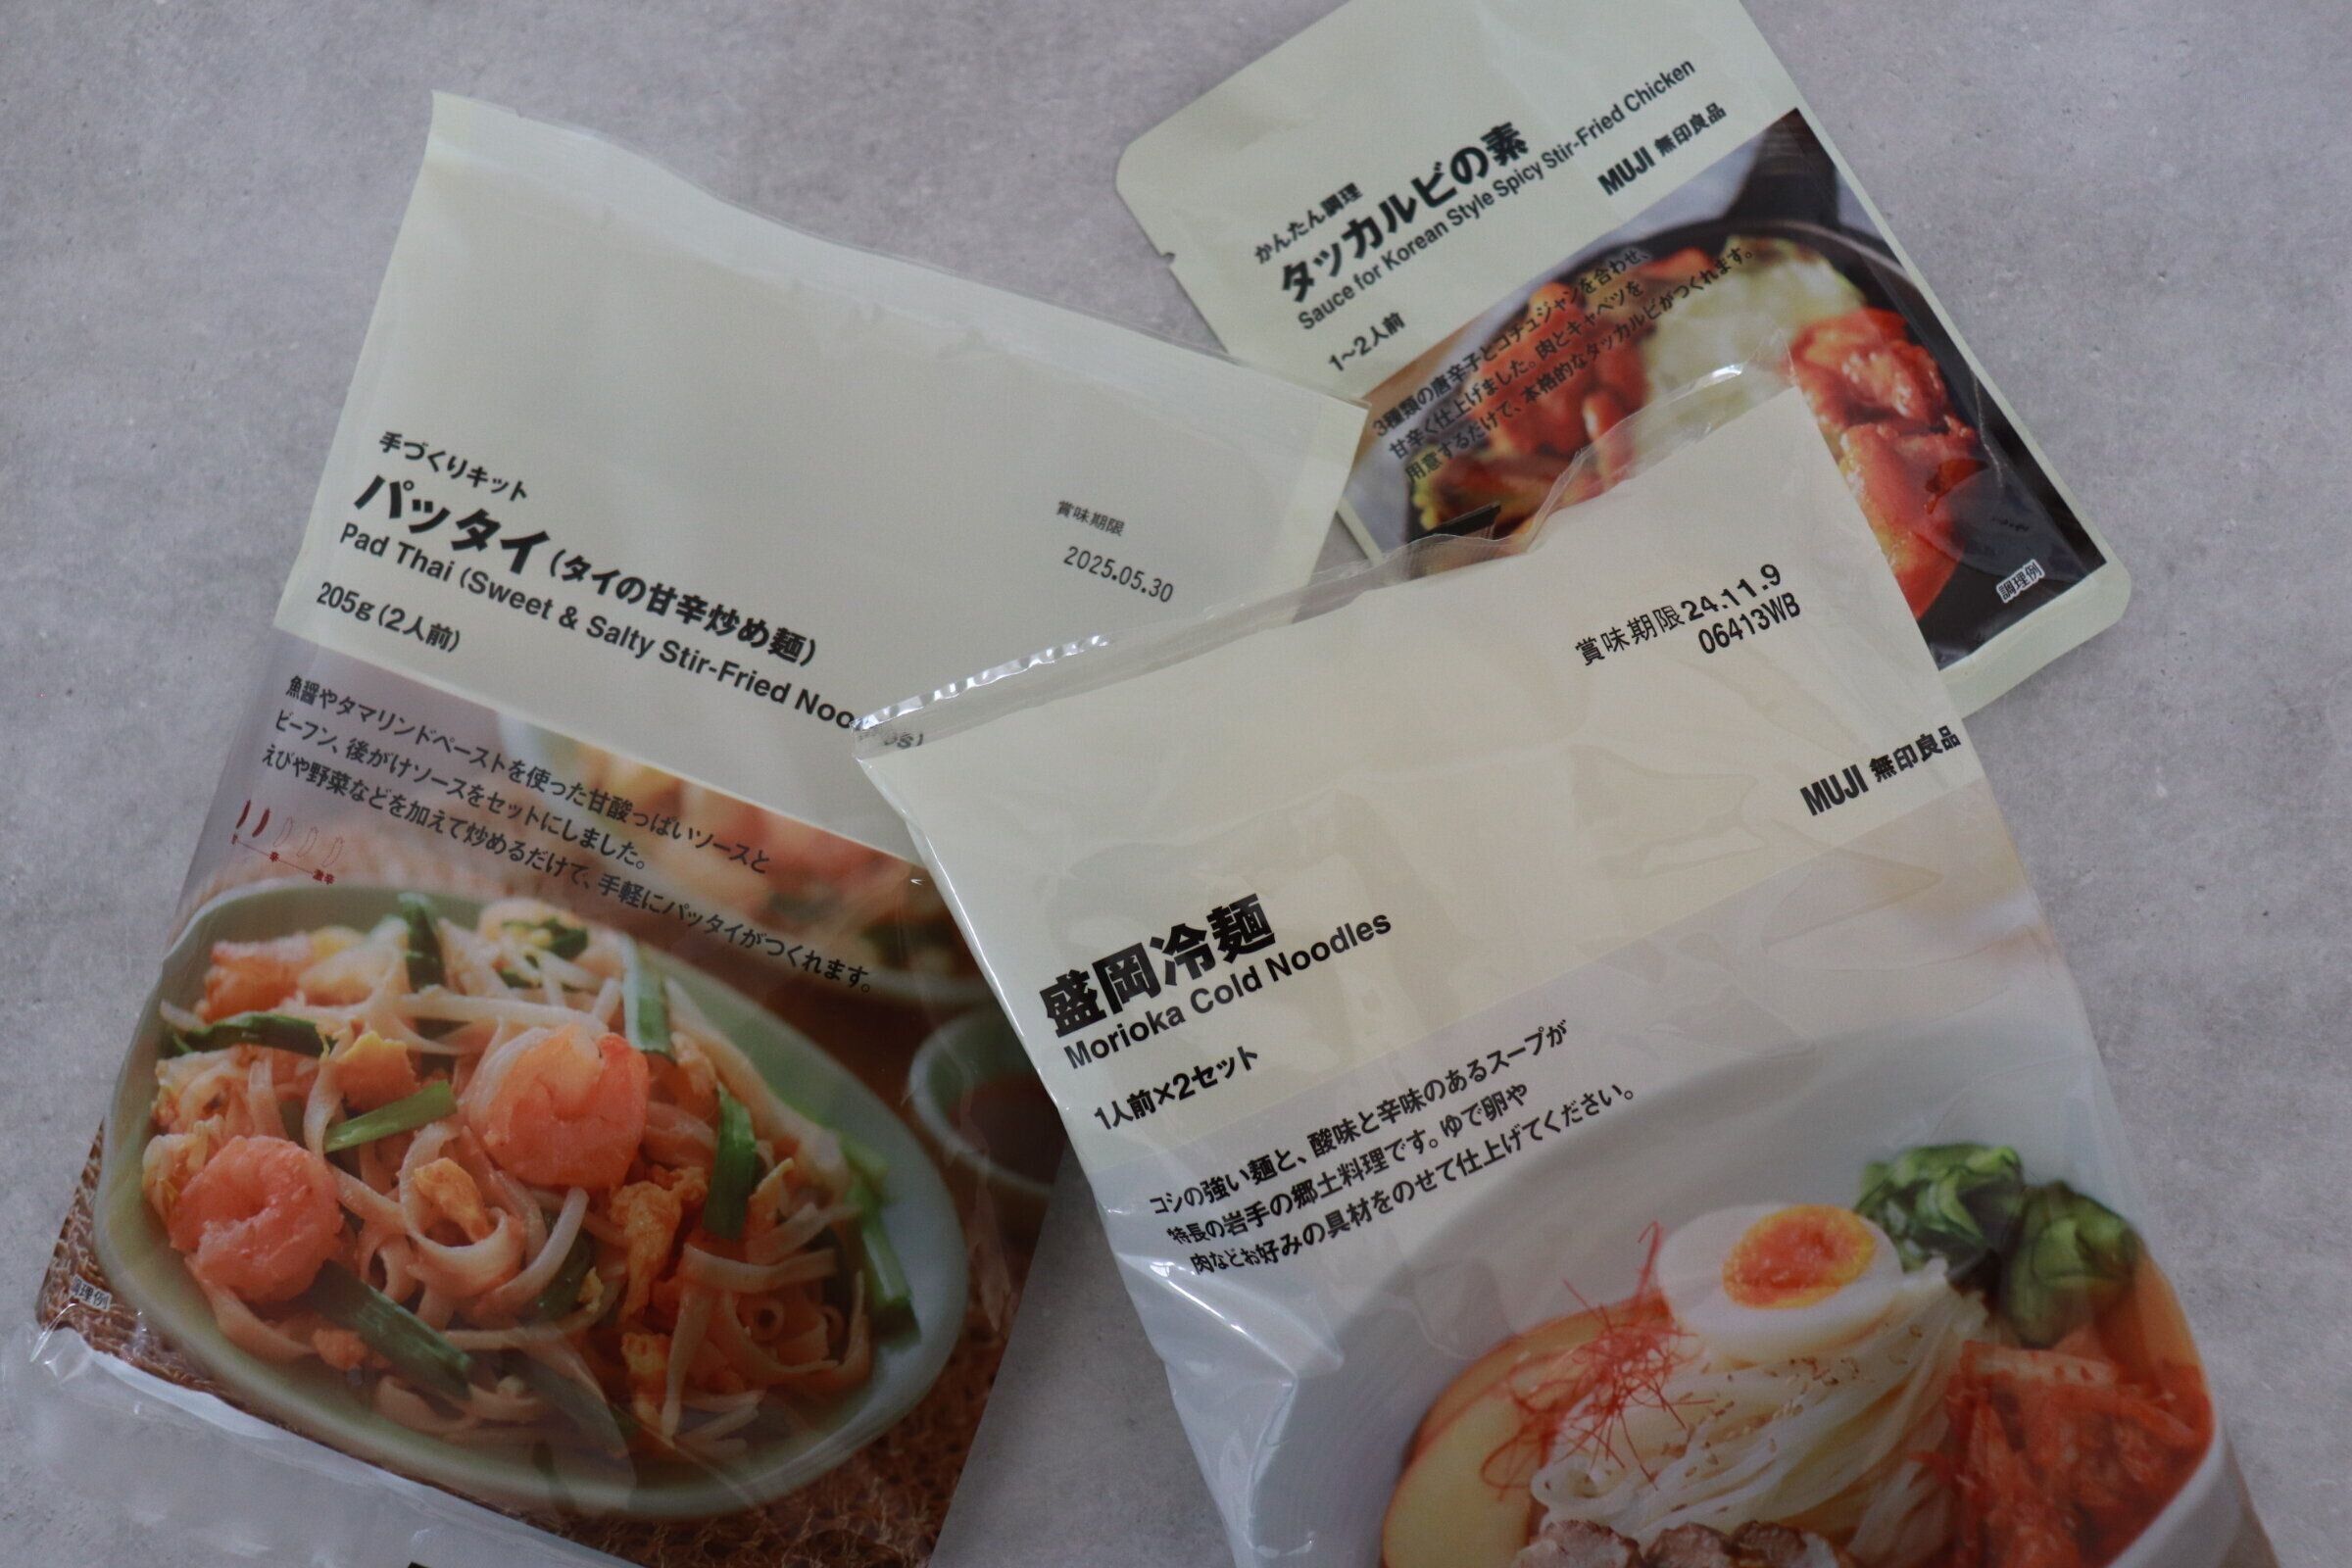 手づくりキット
パッタイ(タイの甘辛炒め麺)
Pad Thai (Sweet & Salty Stir-Fried Noo
205g(2人前)
賞味期限
2025.05.30
魚醤やタマリンドペーストを使った甘酸っぱいソースと
ビーフン、後がけソースをセットにしました。
えびや野菜などを加えて炒めるだけで、手軽にパッタイがつくれます。
辛
激辛
調理例
かんたん調理
タッカルビの素
Sauce for Korean Style Spicy Stir-Fried Chicken
MUJI 無印良品
1~2人前
3種類の唐辛子とコチュジャンを合わせ、
甘辛く仕上げました。肉とキャベツを
用意するだけで、本格的なタッカルビがつくれます。
調理例
賞味期限24.11.9
06413WB
MUJI 無印良品
盛岡冷麺
Morioka Cold Noodles
1人前×2セット
コシの強い麺と、酸味と辛味のあるスープが
特長の岩手の郷土料理です。ゆで卵や
肉などお好みの具材をのせて仕上げてください。